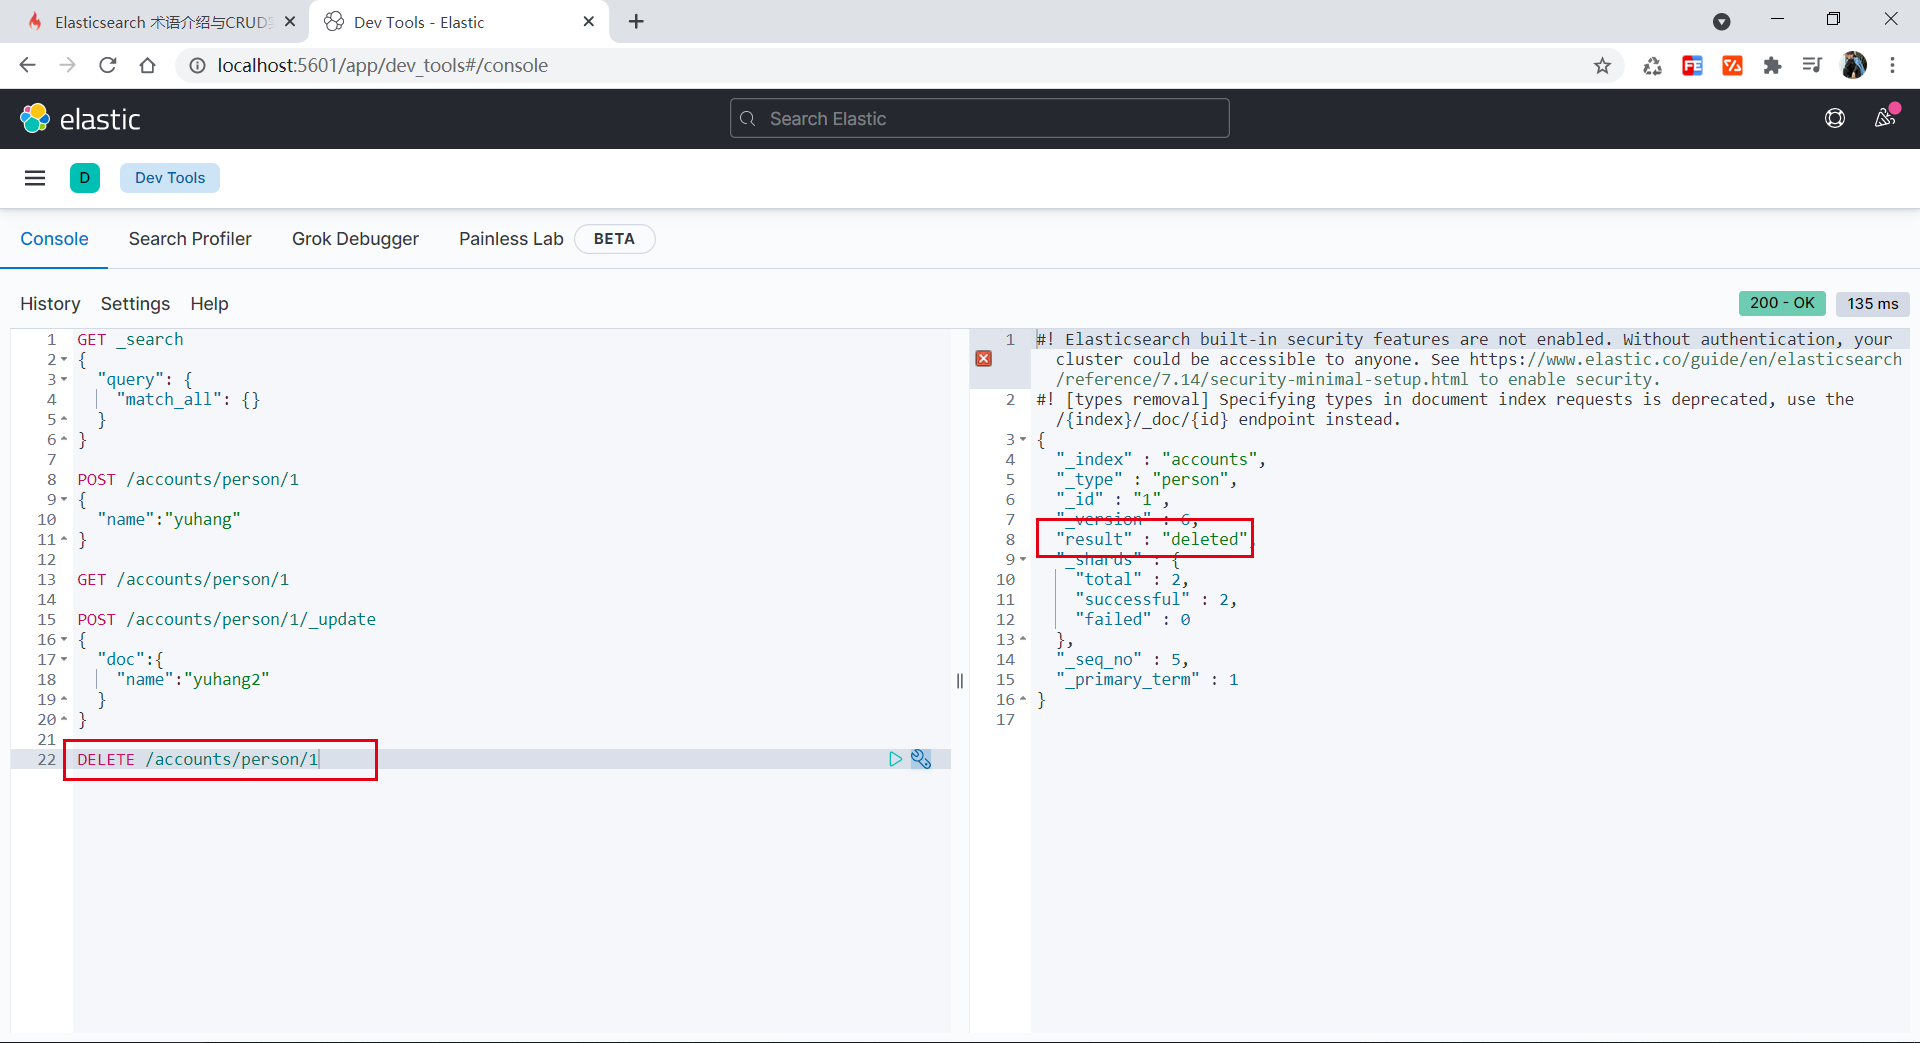 Elasticsearch 术语介绍与CRUD
Dev Tools - Elastic
localhost:5601/app/dev_tools#/console
FE
elastic
Search Elastic
D
Dev Tools
Console
Search Profiler
Grok Debugger
Painless Lab
BETA
History
Settings
Help
200 - OK
135 ms
1 GET _search
2 {
3 "query": {
4 "match_all": {}
5 }
6 }
7
8 POST /accounts/person/1
9 {
10 "name":"yuhang"
11 }
12
13 GET /accounts/person/1
14
15 POST /accounts/person/1/_update
16 {
17 "doc":{
18 "name":"yuhang2"
19 }
20 }
21
22 DELETE /accounts/person/1
1 #! Elasticsearch built-in security features are not enabled. Without authentication, your
cluster could be accessible to anyone. See https://www.elastic.co/guide/en/elasticsearch
/reference/7.14/security-minimal-setup.html to enable security.
2 #! [types removal] Specifying types in document index requests is deprecated, use the
/{index}/_doc/{id} endpoint instead.
3 {
4 "_index" : "accounts",
5 "_type" : "person",
6 "_id" : "1",
7 "_version" : 6,
8 "result" : "deleted",
9 "_shards" : {
10 "total" : 2,
11 "successful" : 2,
12 "failed" : 0
13 },
14 "_seq_no" : 5,
15 "_primary_term" : 1
16 }
17